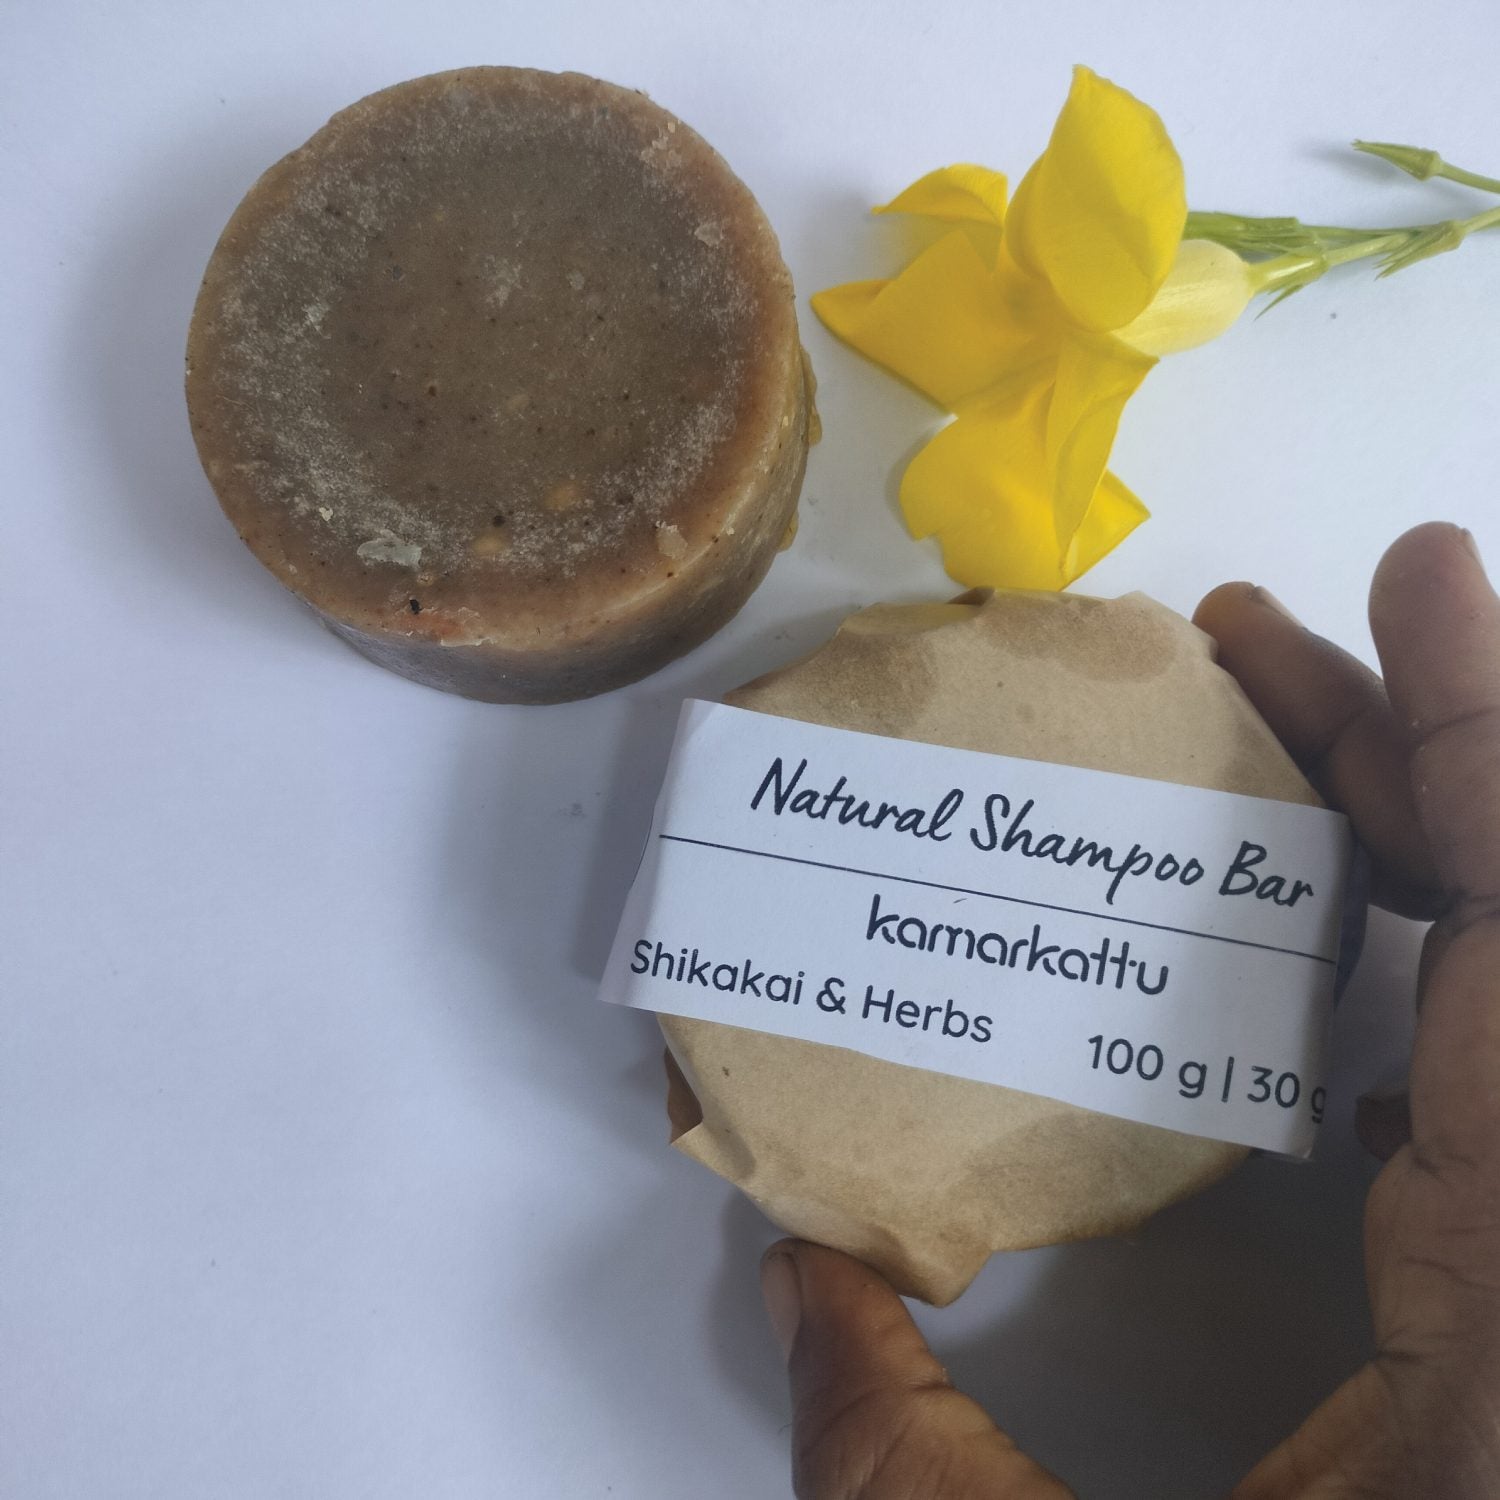 Natural Shampoo Bar
kamarkattu
Shikakai & Herbs
100 g | 30 g